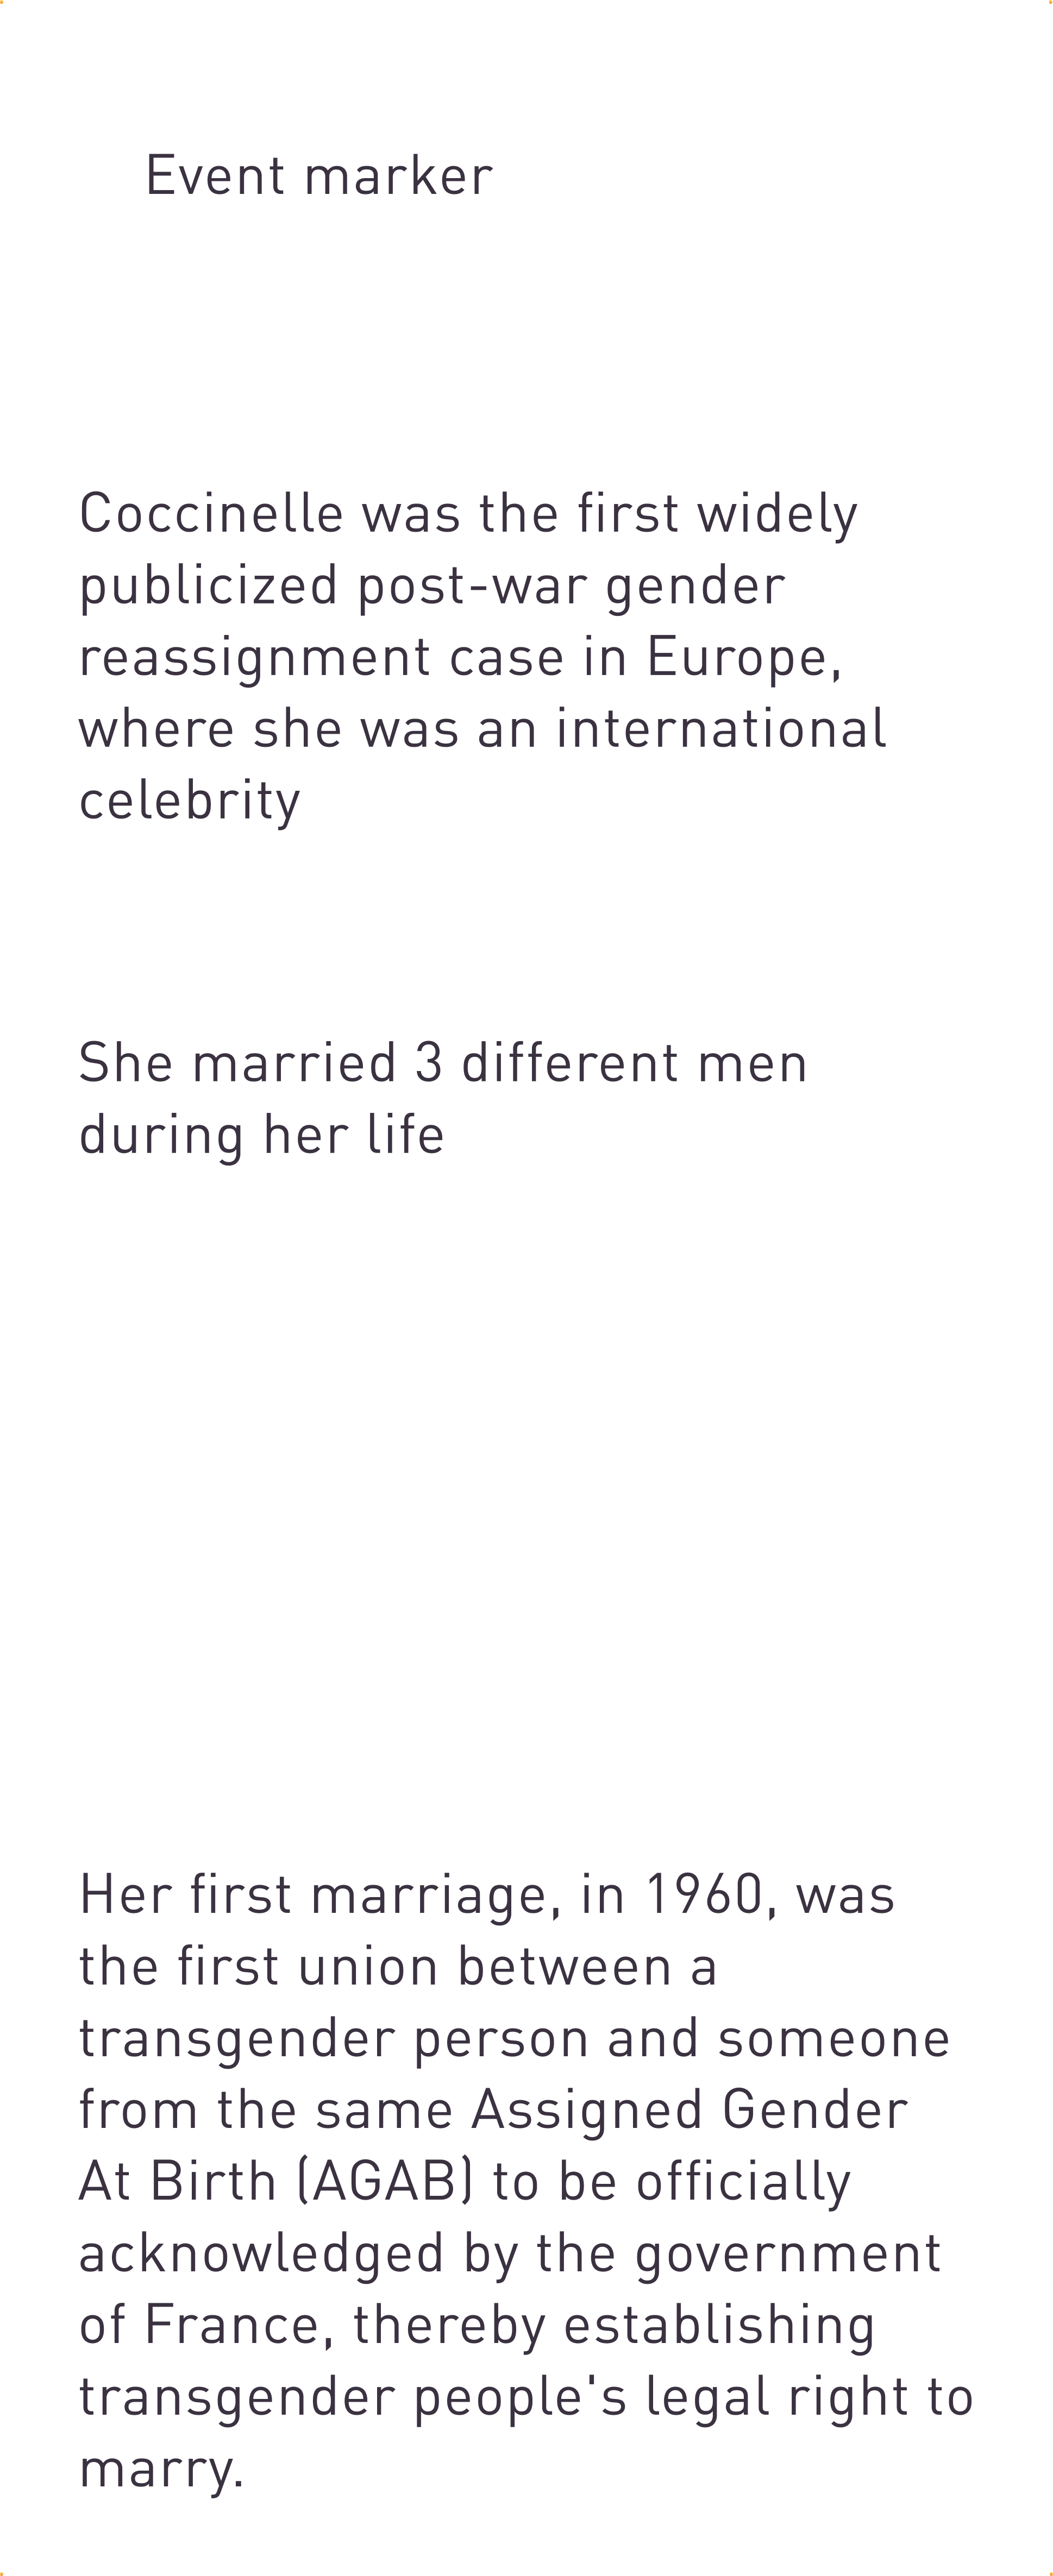 Event marker
Coccinelle was the first widely
publicized post-war gender
reassignment case in Europe,
where she was an international
celebrity
She married 3 different men
during her life
Her first marriage, in 1960, was
the first union between a
transgender person and someone
from the same Assigned Gender
At Birth (AGAB) to be officially
acknowledged by the government
of France, thereby establishing
transgender people's legal right to
marry.